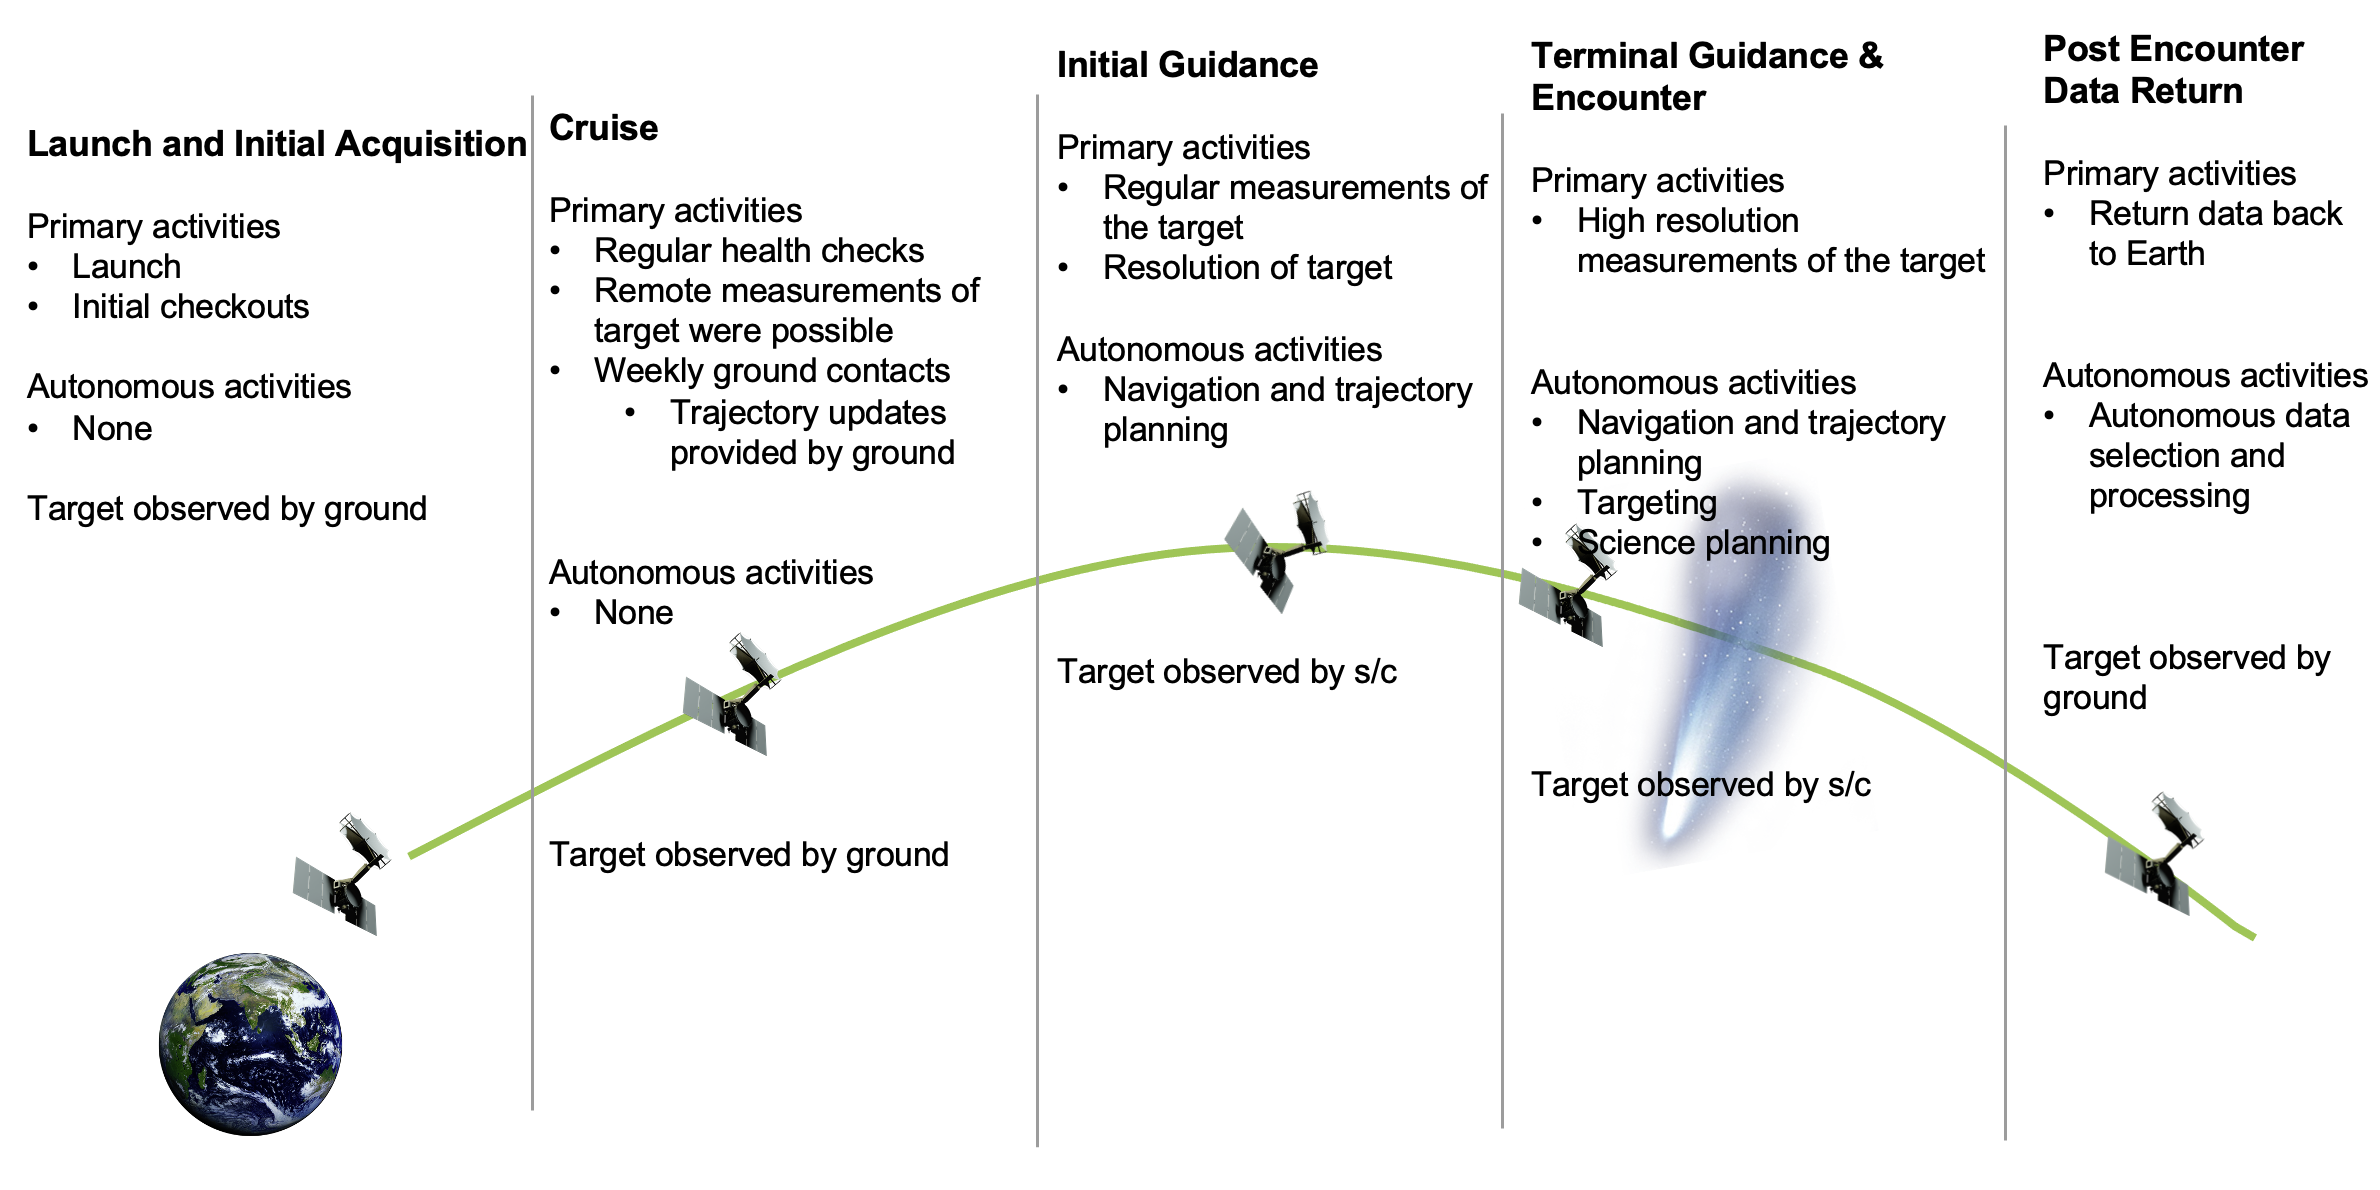 Launch and Initial Acquisition
Primary activities
• Launch
• Initial checkouts
Autonomous activities
• None
Target observed by ground
Cruise
Primary activities
• Regular health checks
• Remote measurements of
target were possible
• Weekly ground contacts
• Trajectory updates
provided by ground
Autonomous activities
• None
Target observed by ground
Initial Guidance
Primary activities
• Regular measurements of
the target
• Resolution of target
Autonomous activities
• Navigation and trajectory
planning
Target observed by s/c
Terminal Guidance &
Encounter
Primary activities
• High resolution
measurements of the target
Autonomous activities
• Navigation and trajectory
planning
• Targeting
• Science planning
Target observed by s/c
Post Encounter
Data Return
Primary activities
• Return data back
to Earth
Autonomous activities
• Autonomous data
selection and
processing
Target observed by
ground